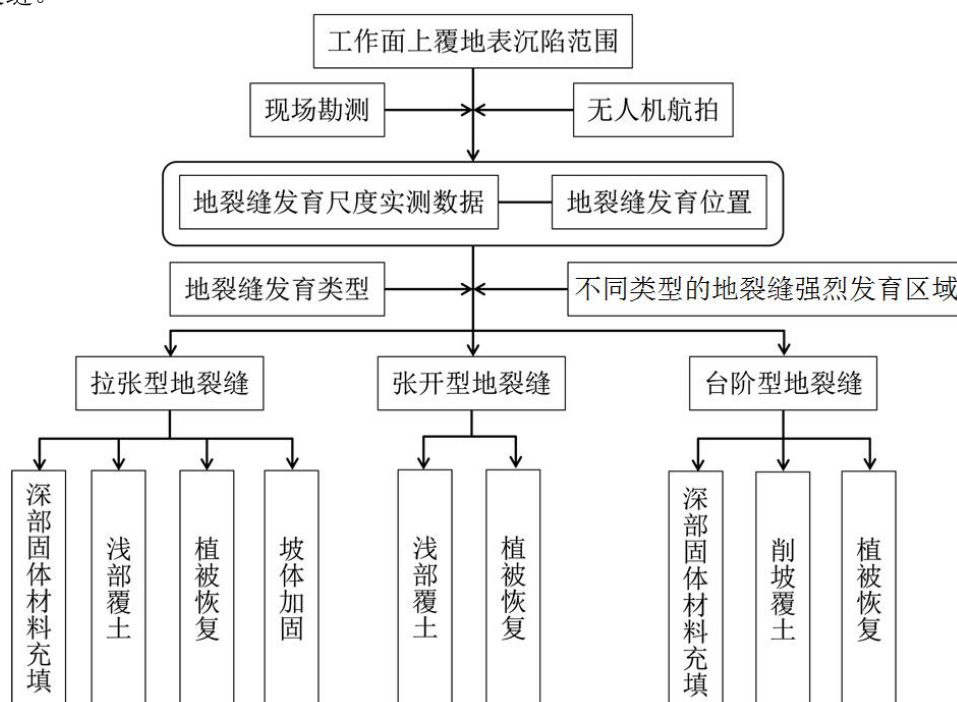 工作面上覆地表沉陷范围
现场勘测
无人机航拍
地裂缝发育尺度实测数据
地裂缝发育位置
地裂缝发育类型
不同类型的地裂缝强烈发育区域
拉张型地裂缝
张开型地裂缝
台阶型地裂缝
深部固体材料充填
浅部覆土
植被恢复
坡体加固
浅部覆土
植被恢复
深部固体材料充填
削坡覆土
植被恢复